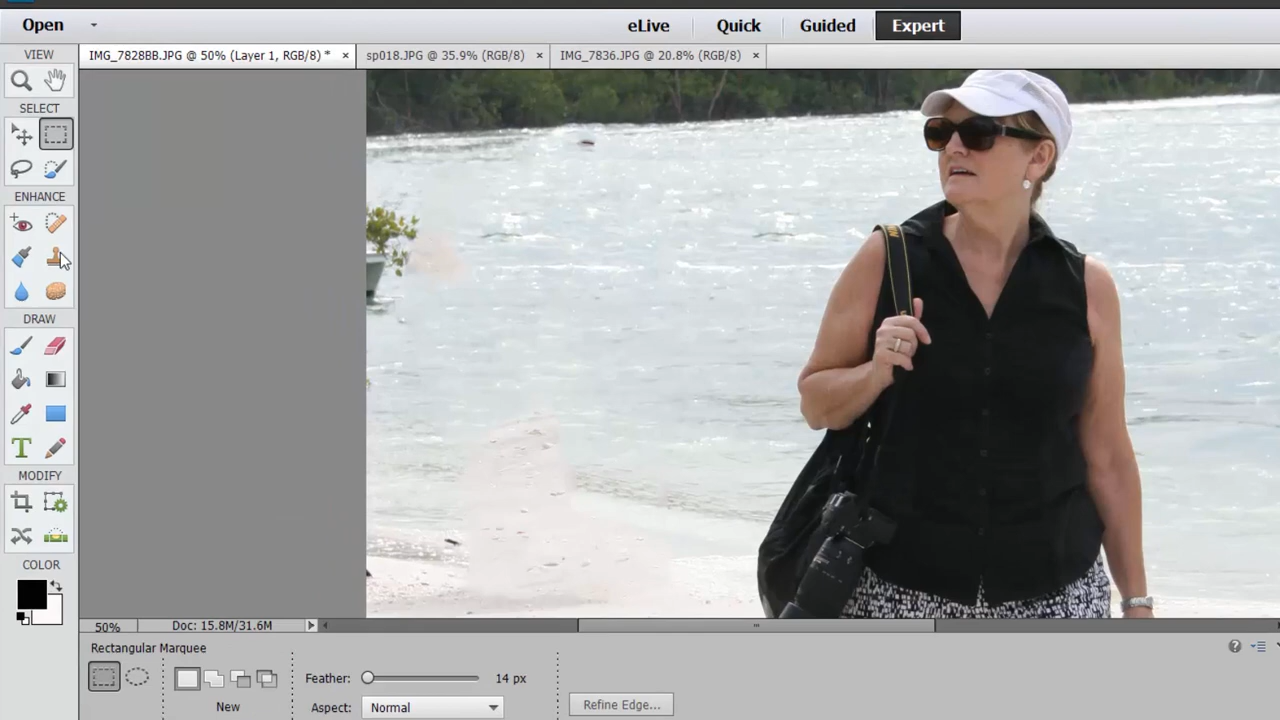 Open eLive Quick Guided Expert
VIEW
IMG_7828BB.JPG @ 50% (Layer 1, RGB/8) * × sp018.JPG @ 35.9% (RGB/8) × IMG_7836.JPG @ 20.8% (RGB/8) ×
SELECT
ENHANCE
DRAW
T
MODIFY
COLOR
50% Doc: 15.8M/31.6M
Rectangular Marquee
Feather: 14 px
New
Aspect: Normal
Refine Edge...